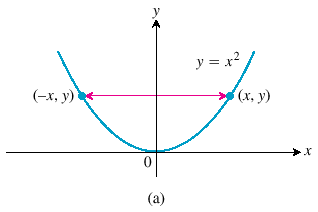 y
y = x²
(–x, y)
(x, y)
x
0
(a)